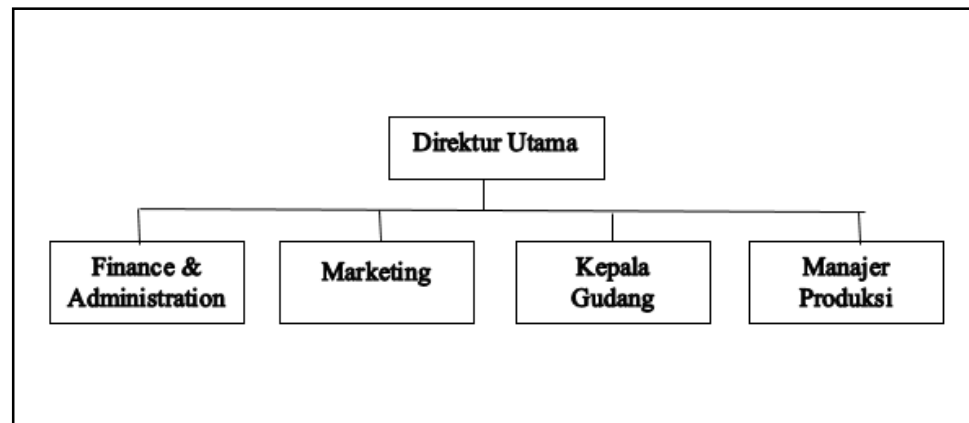 Direktur Utama
Finance &
Administration
Marketing
Kepala
Gudang
Manajer
Produksi